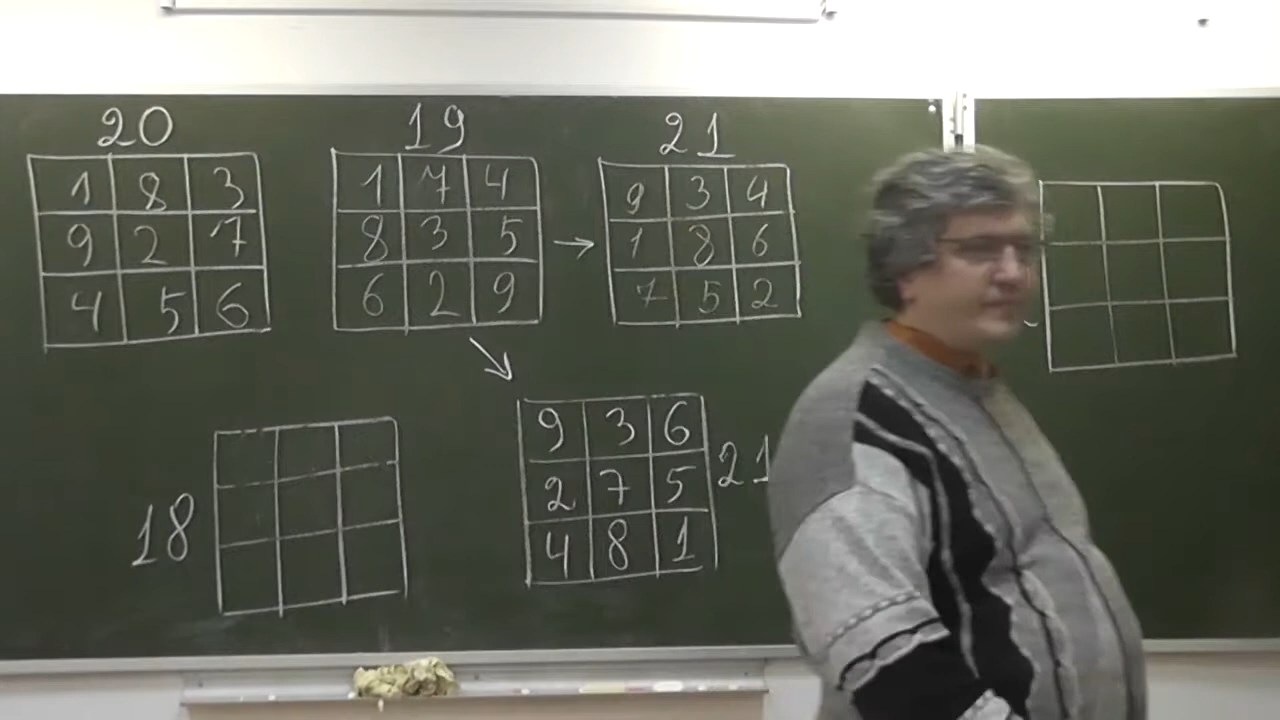 20
1 8 3
9 2 7
4 5 6
19
1 7 4
8 3 5
6 2 9
→
21
9 3 4
1 8 6
7 5 2
↘
18
9 3 6
2 7 5
4 8 1
21